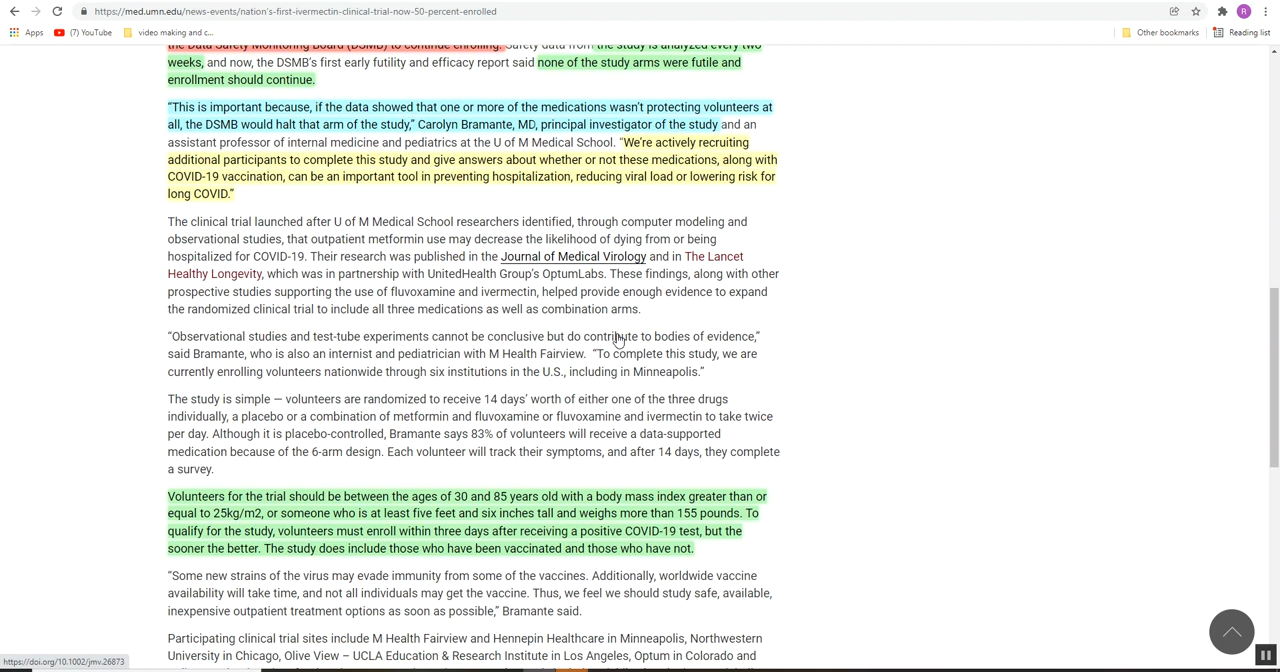 https://med.umn.edu/news-events/nation's-first-ivermectin-clinical-trial-now-50-percent-enrolled
R
Apps
(7) YouTube
video making and c...
Other bookmarks
Reading list
the Data Safety Monitoring Board (DSMB) to continue enrolling. Safety data from the study is analyzed every two
weeks, and now, the DSMB's first early futility and efficacy report said none of the study arms were futile and
enrollment should continue.
“This is important because, if the data showed that one or more of the medications wasn’t protecting volunteers at
all, the DSMB would halt that arm of the study,” Carolyn Bramante, MD, principal investigator of the study and an
assistant professor of internal medicine and pediatrics at the U of M Medical School. “We’re actively recruiting
additional participants to complete this study and give answers about whether or not these medications, along with
COVID-19 vaccination, can be an important tool in preventing hospitalization, reducing viral load or lowering risk for
long COVID.”
The clinical trial launched after U of M Medical School researchers identified, through computer modeling and
observational studies, that outpatient metformin use may decrease the likelihood of dying from or being
hospitalized for COVID-19. Their research was published in the Journal of Medical Virology and in The Lancet
Healthy Longevity, which was in partnership with UnitedHealth Group’s OptumLabs. These findings, along with other
prospective studies supporting the use of fluvoxamine and ivermectin, helped provide enough evidence to expand
the randomized clinical trial to include all three medications as well as combination arms.
“Observational studies and test-tube experiments cannot be conclusive but do contribute to bodies of evidence,”
said Bramante, who is also an internist and pediatrician with M Health Fairview. “To complete this study, we are
currently enrolling volunteers nationwide through six institutions in the U.S., including in Minneapolis.”
The study is simple — volunteers are randomized to receive 14 days’ worth of either one of the three drugs
individually, a placebo or a combination of metformin and fluvoxamine or fluvoxamine and ivermectin to take twice
per day. Although it is placebo-controlled, Bramante says 83% of volunteers will receive a data-supported
medication because of the 6-arm design. Each volunteer will track their symptoms, and after 14 days, they complete
a survey.
Volunteers for the trial should be between the ages of 30 and 85 years old with a body mass index greater than or
equal to 25kg/m2, or someone who is at least five feet and six inches tall and weighs more than 155 pounds. To
qualify for the study, volunteers must enroll within three days after receiving a positive COVID-19 test, but the
sooner the better. The study does include those who have been vaccinated and those who have not.
“Some new strains of the virus may evade immunity from some of the vaccines. Additionally, worldwide vaccine
availability will take time, and not all individuals may get the vaccine. Thus, we feel we should study safe, available,
inexpensive outpatient treatment options as soon as possible,” Bramante said.
Participating clinical trial sites include M Health Fairview and Hennepin Healthcare in Minneapolis, Northwestern
University in Chicago, Olive View – UCLA Education & Research Institute in Los Angeles, Optum in Colorado and
https://doi.org/10.1002/jmv.26873